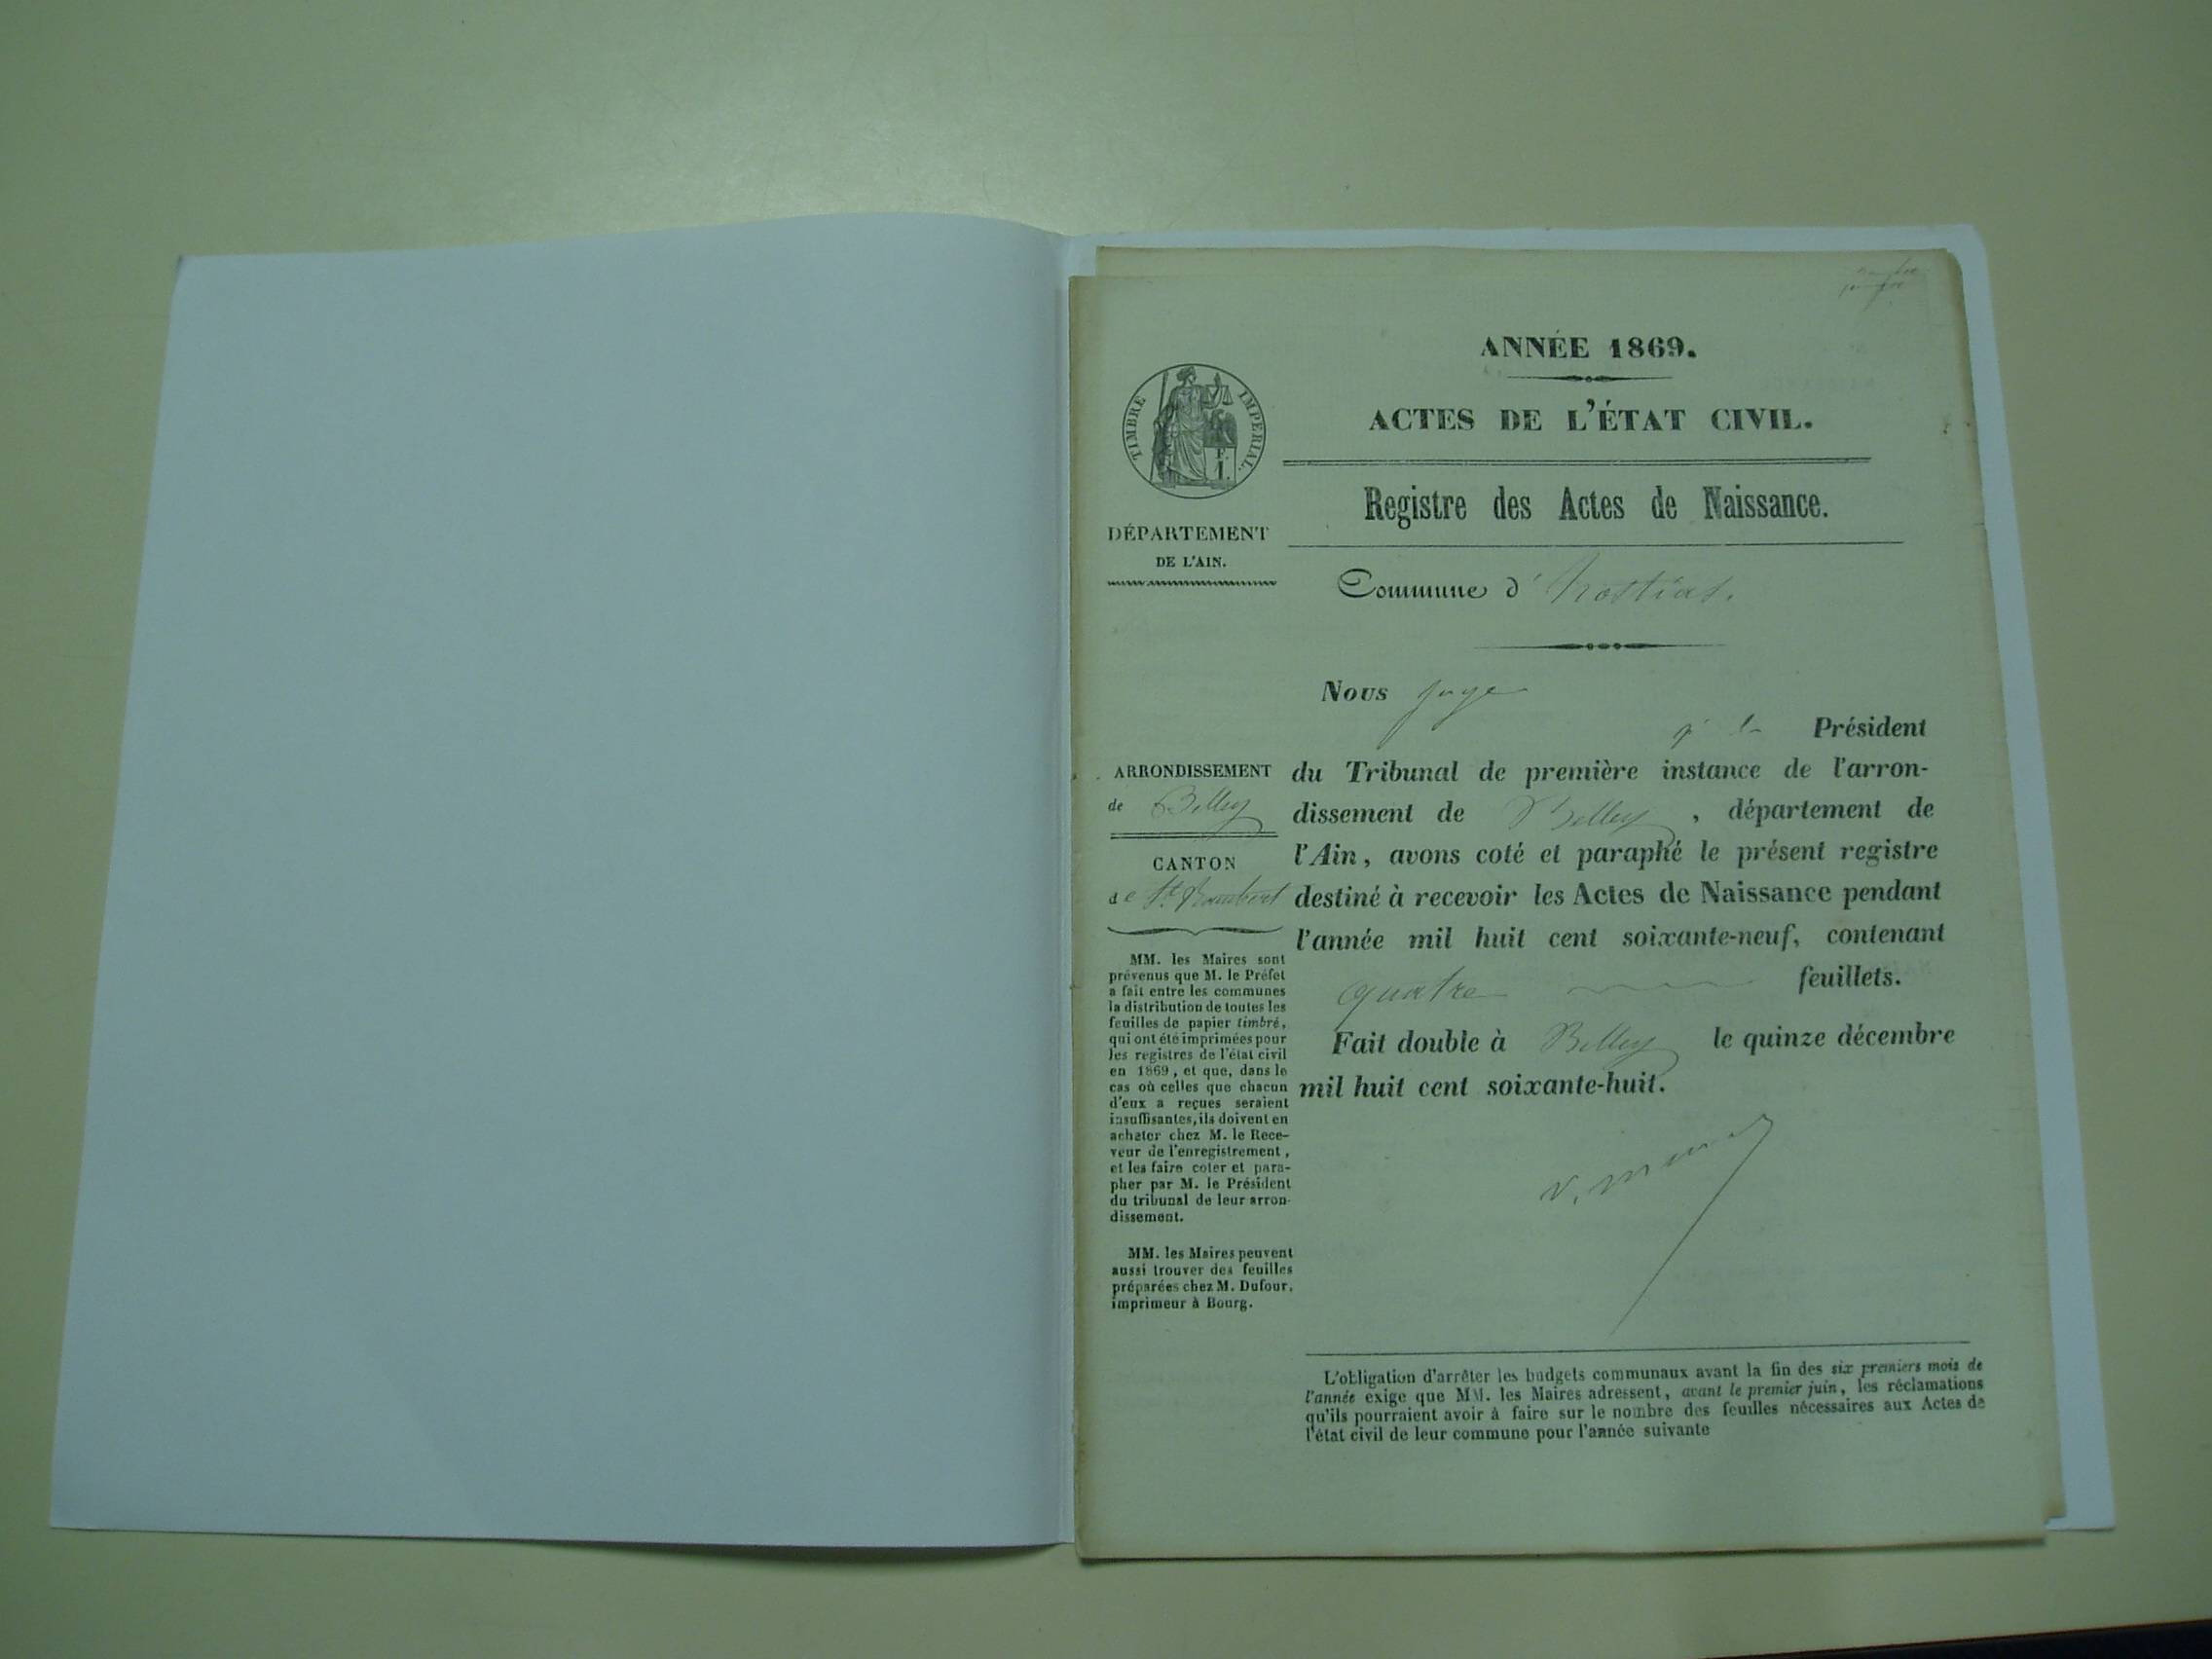 ANNÉE 1869.
ACTES DE L'ÉTAT CIVIL.
Registre des Actes de Naissance.
TIMBRE IMPERIAL.
DÉPARTEMENT
DE L'AIN.
Commune d'hostias.
Nous juge
Président
ARRONDISSEMENT
de Belley
CANTON
de St. Rambert
du Tribunal de première instance de l'arron-
dissement de Belley, département de
l'Ain, avons coté et paraphé le présent registre
destiné à recevoir les Actes de Naissance pendant
l'année mil huit cent soixante-neuf, contenant
quatre feuillets.
Fait double à Belley le quinze décembre
mil huit cent soixante-huit.
MM. les Maires sont
prévenus que M. le Préfet
a fait entre les communes
la distribution de toutes les
feuilles de papier timbré,
qui ont été imprimées pour
les registres de l'état civil
en 1869, et que, dans le
cas où celles que chacun
d'eux a reçues seraient
insuffisantes, ils doivent en
acheter chez M. le Rece-
veur de l'enregistrement,
et les faire coter et para-
pher par M. le Président
du tribunal de leur arron-
dissement.
MM. les Maires peuvent
aussi trouver des feuilles
préparées chez M. Dufour,
imprimeur à Bourg.
L'obligation d'arrêter les budgets communaux avant la fin des six premiers mois de
l'année exige que MM. les Maires adressent, avant le premier juin, les réclamations
qu'ils pourraient avoir à faire sur le nombre des feuilles nécessaires aux Actes de
l'état civil de leur commune pour l'année suivante